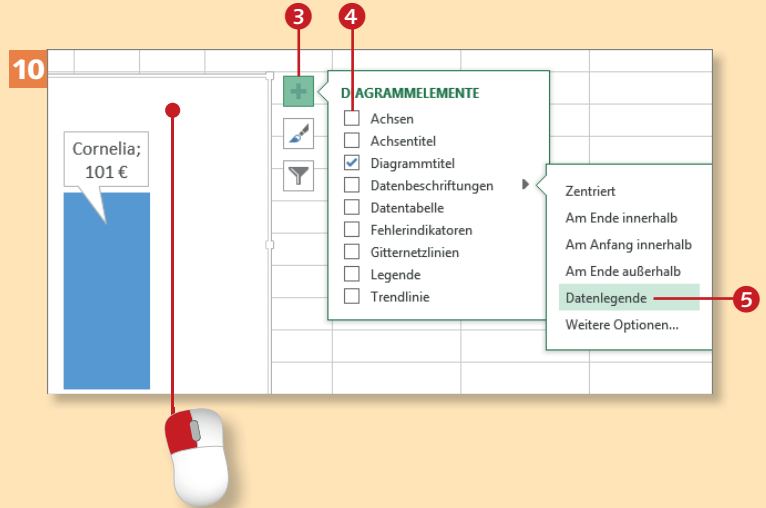 3
4
10
DIAGRAMMELEMENTE
Achsen
Achsentitel
Diagrammtitel
Datenbeschriftungen
Datentabelle
Fehlerindikatoren
Gitternetzlinien
Legende
Trendlinie
Cornelia;
101 €
Zentriert
Am Ende innerhalb
Am Anfang innerhalb
Am Ende außerhalb
Datenlegende
5
Weitere Optionen...